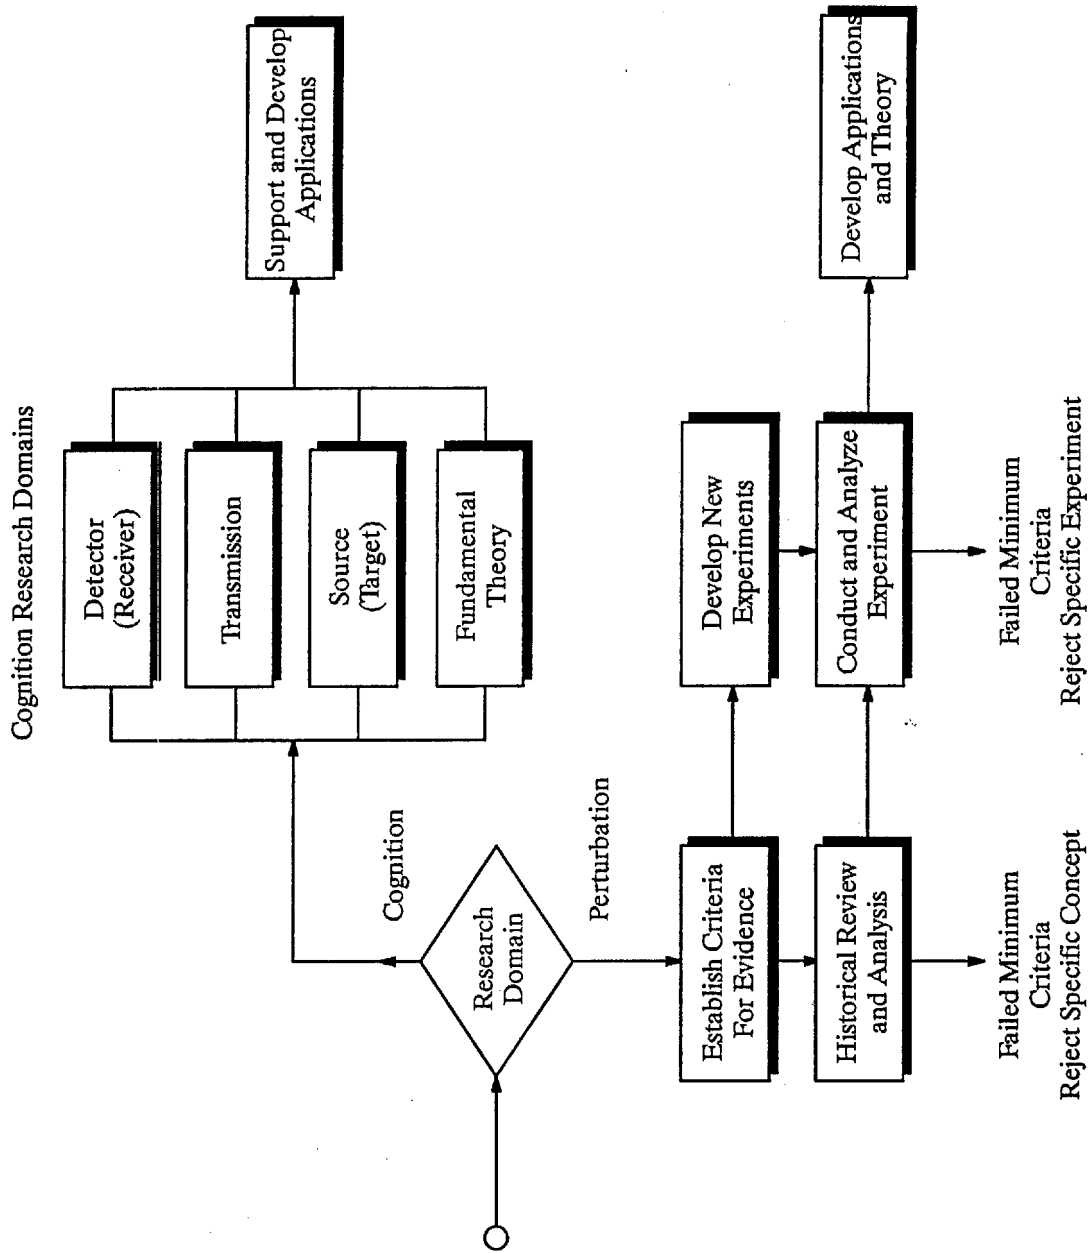 Cognition Research Domains
Detector
(Receiver)
Transmission
Source
(Target)
Fundamental
Theory
Support and Develop
Applications
Cognition
Research
Domain
Perturbation
Establish Criteria
For Evidence
Develop New
Experiments
Historical Review
and Analysis
Conduct and Analyze
Experiment
Develop Applications
and Theory
Failed Minimum
Criteria
Reject Specific Concept
Failed Minimum
Criteria
Reject Specific Experiment